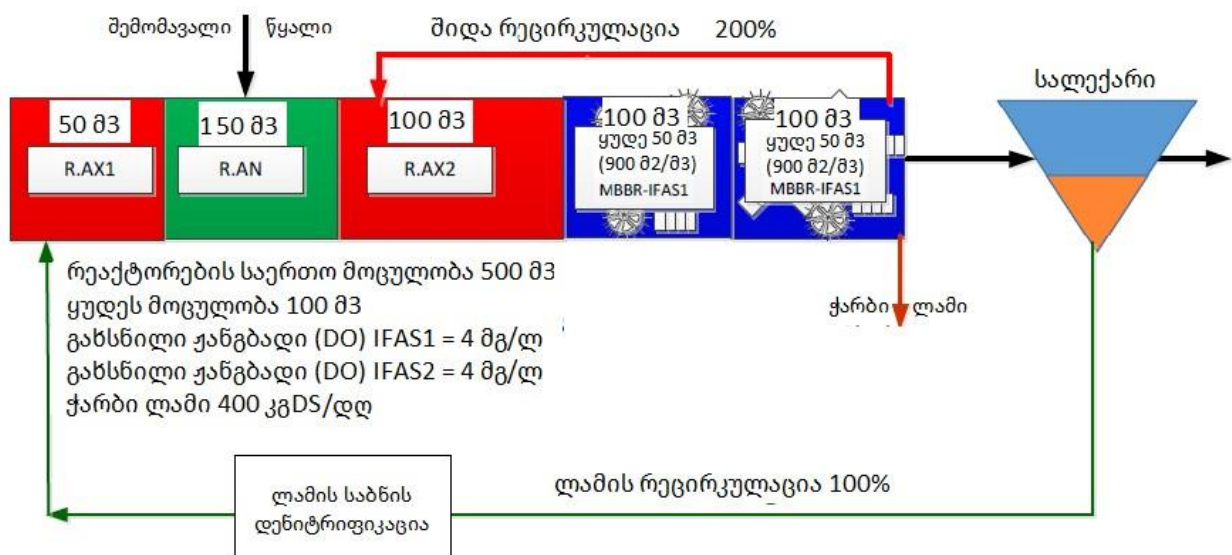 შემომავალი წყალი
შიდა რეცირკულაცია 200%
სალექარი
50 მ3
R.AX1
150 მ3
R.AN
100 მ3
R.AX2
100 მ3
ყუდე 50 მ3
(900 მ2/მ3)
MBBR-IFAS1
100 მ3
ყუდე 50 მ3
(900 მ2/მ3)
MBBR-IFAS1
რეაქტორების საერთო მოცულობა 500 მ3
ყუდეს მოცულობა 100 მ3
გახსნილი ჟანგბადი (DO) IFAS1 = 4 მგ/ლ
გახსნილი ჟანგბადი (DO) IFAS2 = 4 მგ/ლ
ჭარბი ლამი 400 კგDS/დღ
ჭარბი ლამი
ლამის რეცირკულაცია 100%
ლამის საბნის
დენიტრიფიკაცია